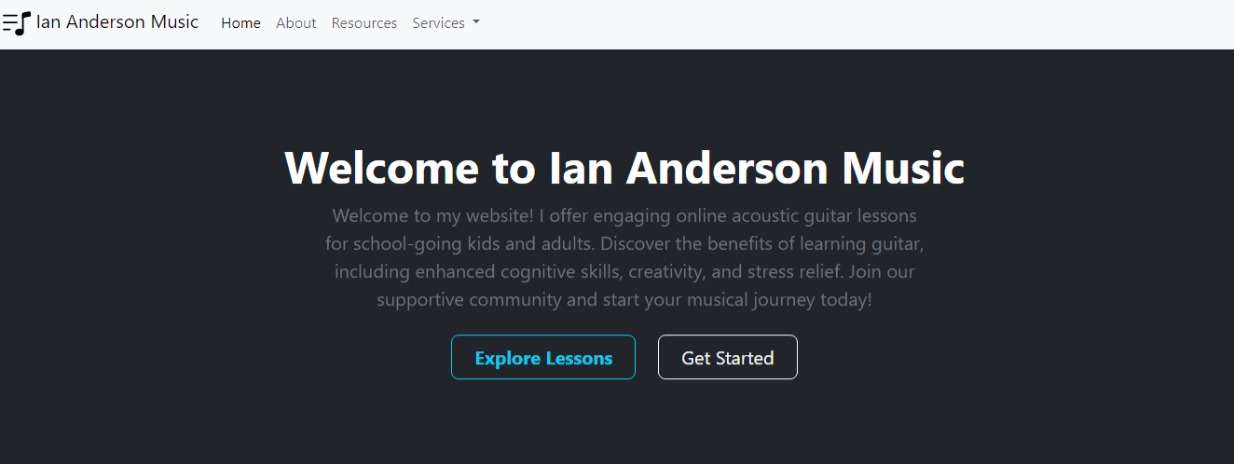 Ian Anderson Music Home About Resources Services
Welcome to Ian Anderson Music
Welcome to my website! I offer engaging online acoustic guitar lessons
for school-going kids and adults. Discover the benefits of learning guitar,
including enhanced cognitive skills, creativity, and stress relief. Join our
supportive community and start your musical journey today!
Explore Lessons Get Started